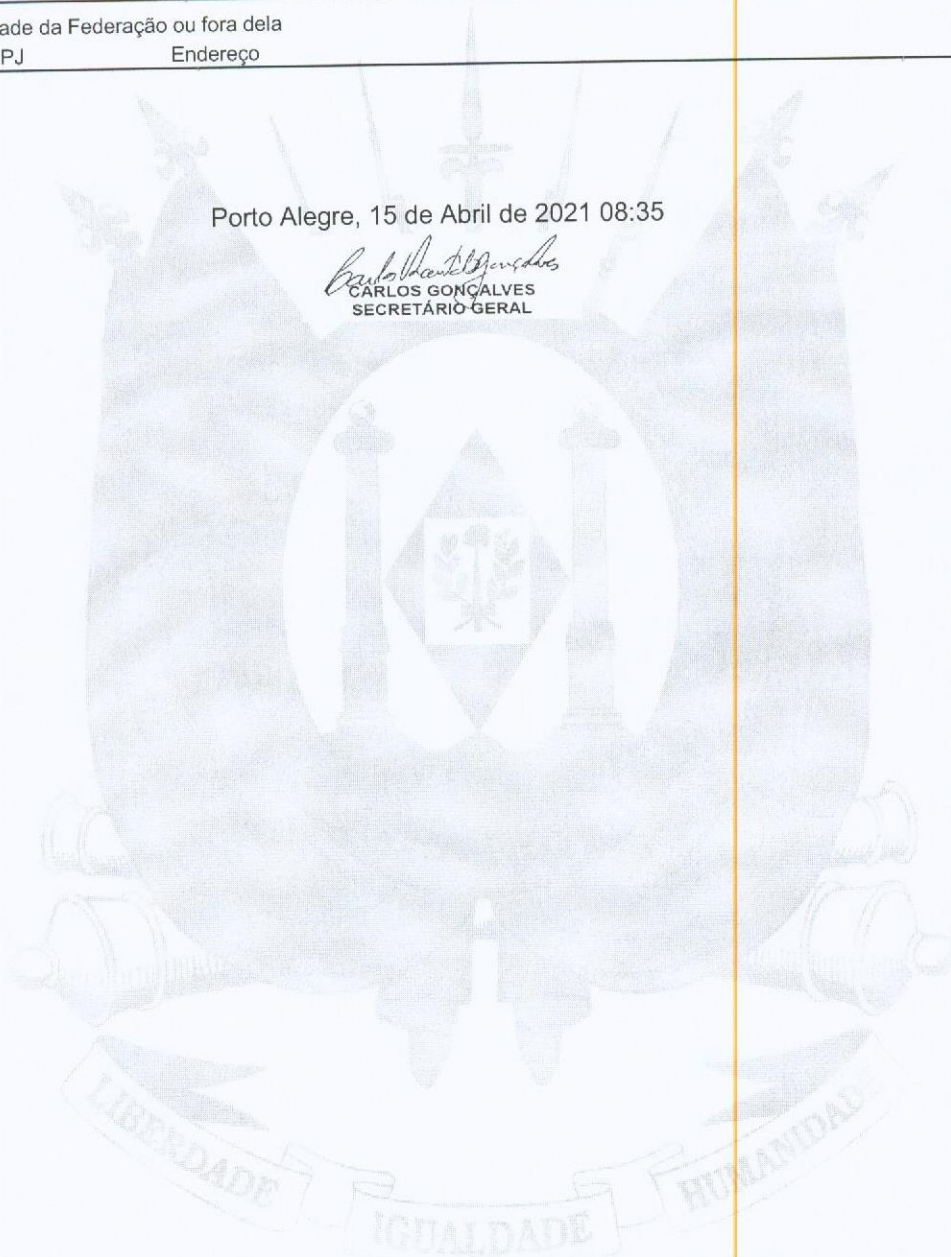 ade da Federação ou fora dela
PJ Endereço
Porto Alegre, 15 de Abril de 2021 08:35
CARLOS GONÇALVES
SECRETÁRIO GERAL
LIBERDADE
IGUALDADE
HUMANIDADE